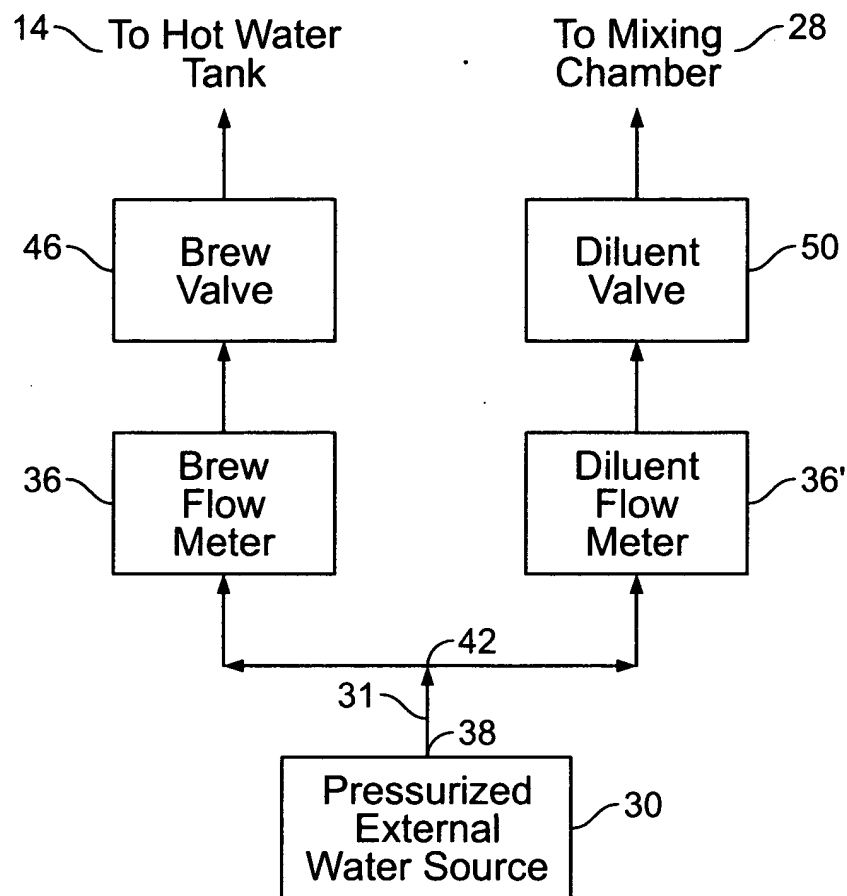 14
To Hot Water
Tank
To Mixing
Chamber
28
46
Brew
Valve
Diluent
Valve
50
36
Brew
Flow
Meter
Diluent
Flow
Meter
36'
42
31
38
Pressurized
External
Water Source
30